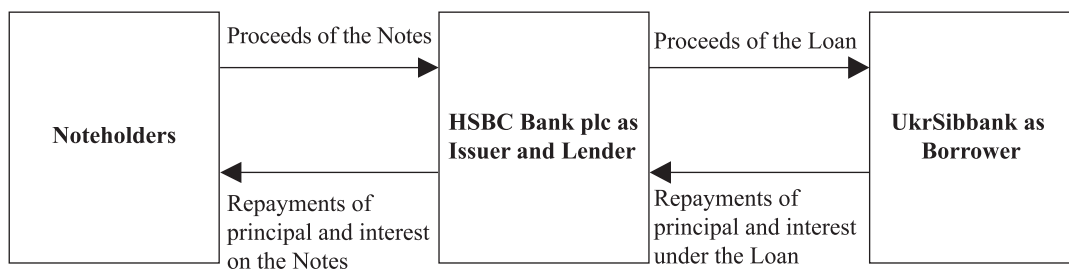 Proceeds of the Notes
Proceeds of the Loan
Noteholders
HSBC Bank plc as
Issuer and Lender
UkrSibbank as
Borrower
Repayments of
principal and interest
on the Notes
Repayments of
principal and interest
under the Loan